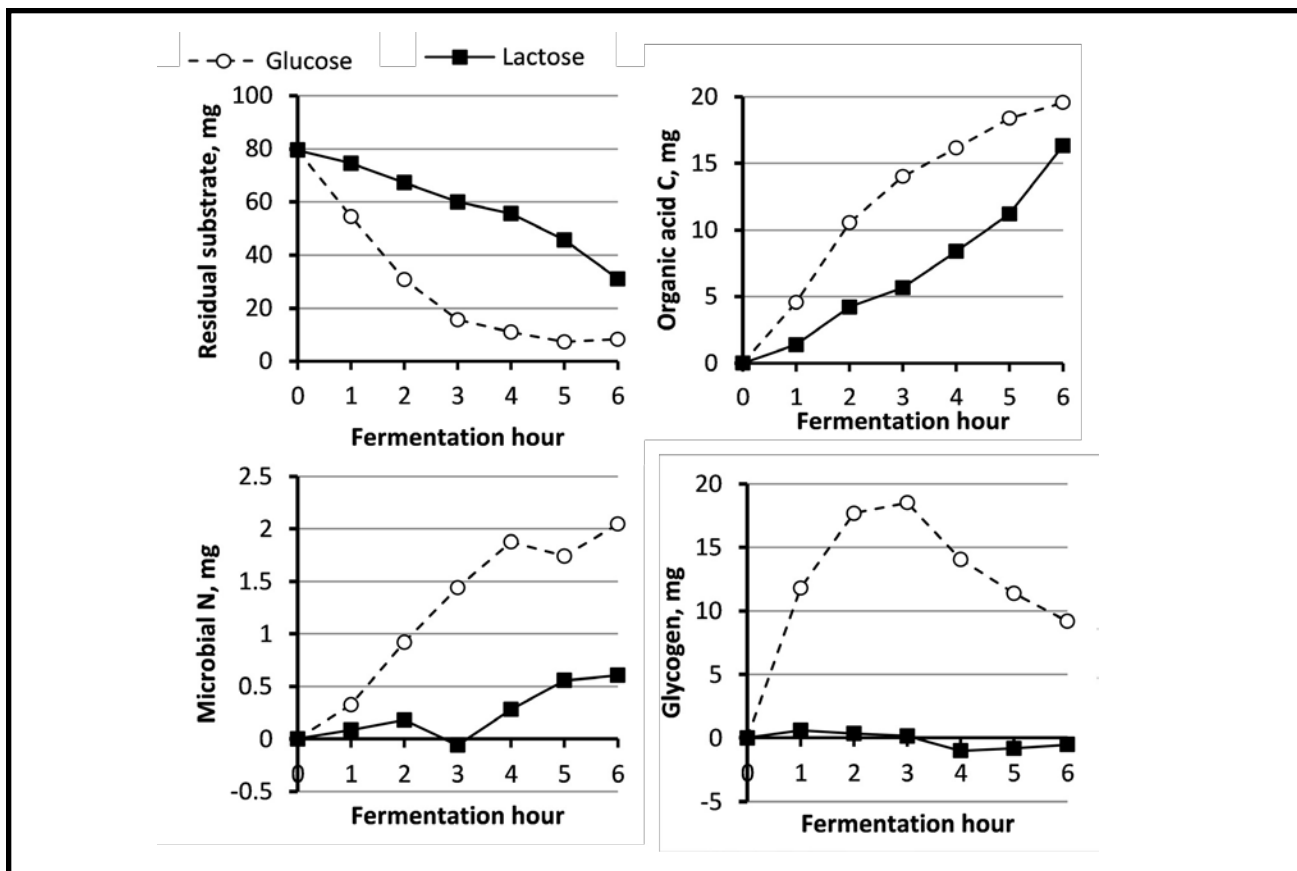 Glucose Lactose
Residual substrate, mg
100
80
60
40
20
0
0 1 2 3 4 5 6
Fermentation hour
Organic acid C, mg
20
15
10
5
0
0 1 2 3 4 5 6
Fermentation hour
Microbial N, mg
2.5
2
1.5
1
0.5
0
-0.5
0 1 2 3 4 5 6
Fermentation hour
Glycogen, mg
20
15
10
5
0
-5
0 1 2 3 4 5 6
Fermentation hour